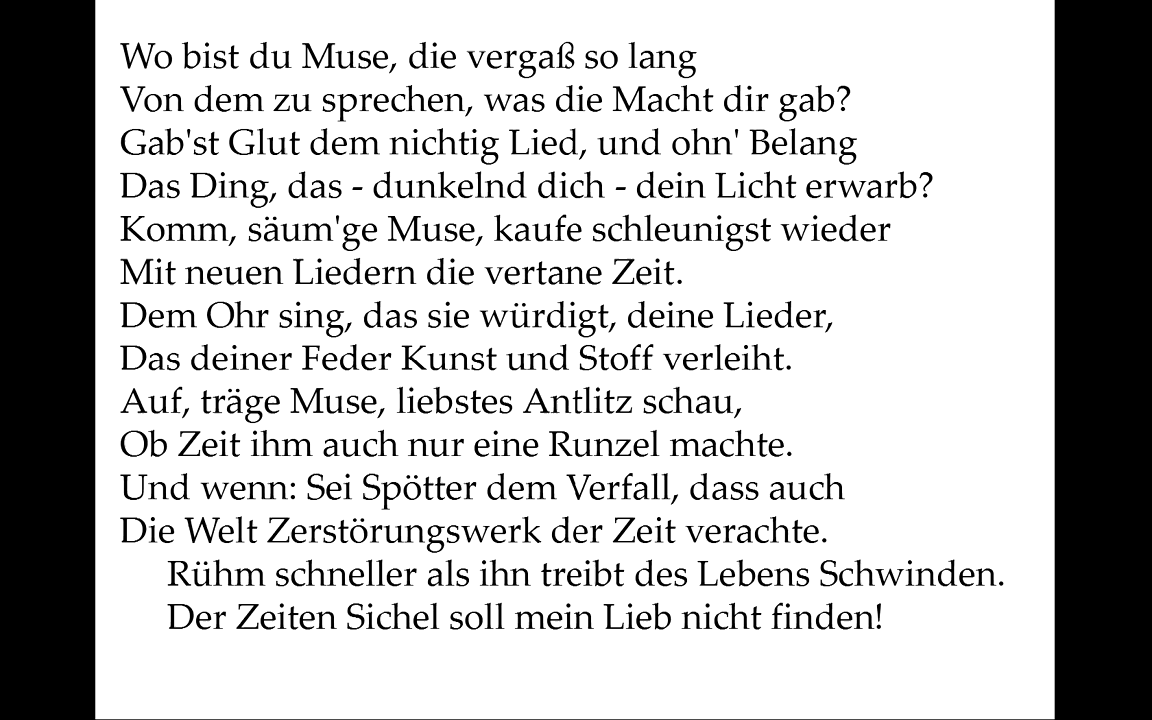 Wo bist du Muse, die vergaß so lang
Von dem zu sprechen, was die Macht dir gab?
Gab'st Glut dem nichtig Lied, und ohn' Belang
Das Ding, das - dunkelnd dich - dein Licht erwarb?
Komm, säum'ge Muse, kaufe schleunigst wieder
Mit neuen Liedern die vertane Zeit.
Dem Ohr sing, das sie würdigt, deine Lieder,
Das deiner Feder Kunst und Stoff verleiht.
Auf, träge Muse, liebstes Antlitz schau,
Ob Zeit ihm auch nur eine Runzel machte.
Und wenn: Sei Spötter dem Verfall, dass auch
Die Welt Zerstörungswerk der Zeit verachte.
Rühm schneller als ihn treibt des Lebens Schwinden.
Der Zeiten Sichel soll mein Lieb nicht finden!